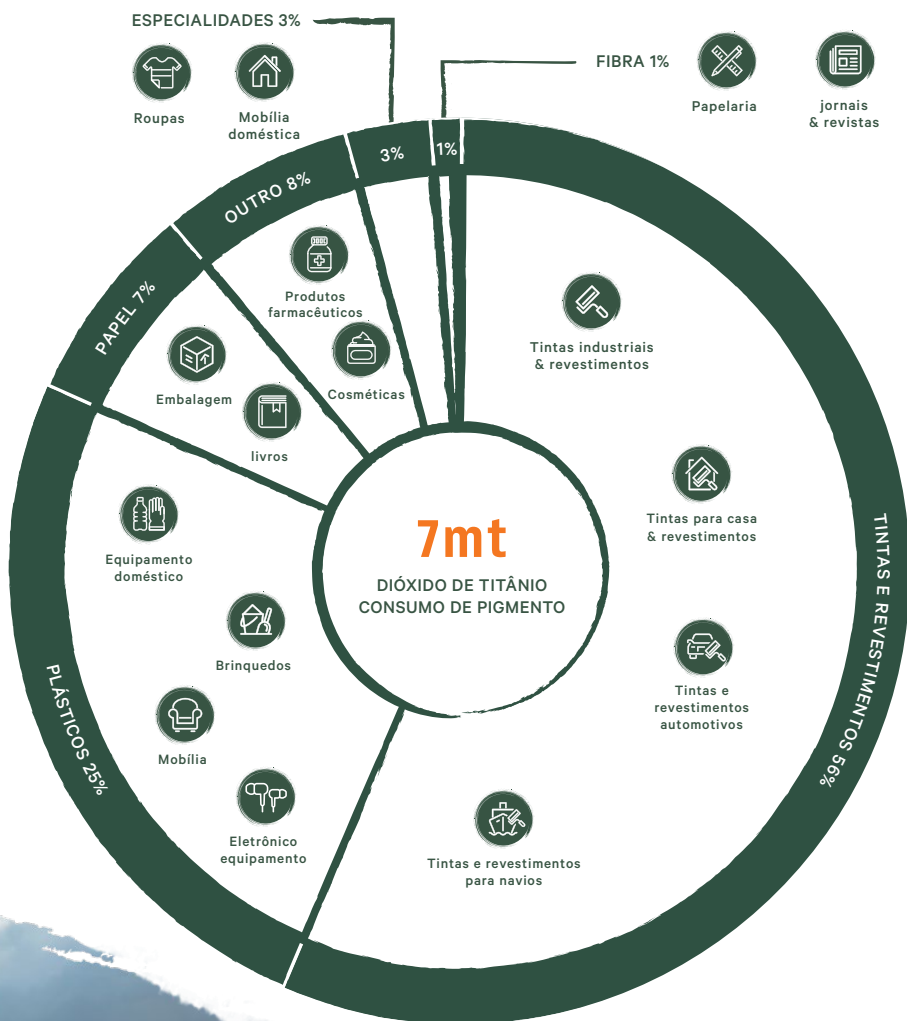 ESPECIALIDADES 3%
Roupas
Mobília
doméstica
FIBRA 1%
Papelaria
jornais
& revistas
3%
1%
OUTRO 8%
Produtos
farmacêuticos
Cosméticas
PAPEL 7%
Embalagem
livros
Tintas industriais
& revestimentos
Tintas para casa
& revestimentos
Tintas e
revestimentos
automotivos
Tintas e revestimentos
para navios
TINTAS E REVESTIMENTOS 56%
7mt
DIÓXIDO DE TITÂNIO
CONSUMO DE PIGMENTO
Equipamento
doméstico
Brinquedos
Mobília
Eletrônico
equipamento
PLÁSTICOS 25%